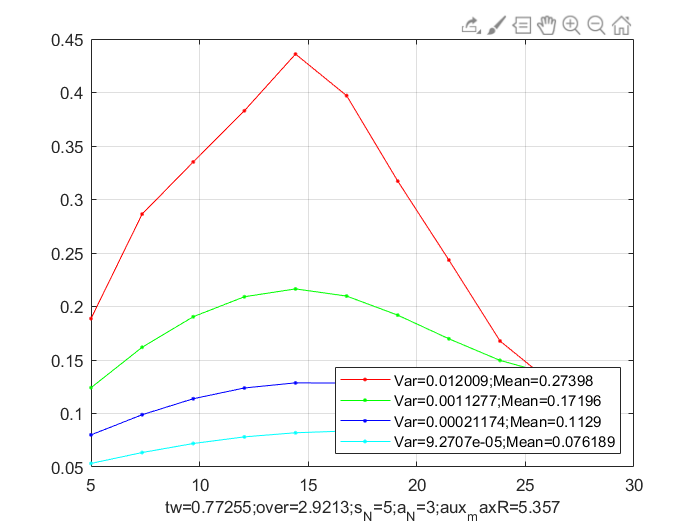 0.45
0.4
0.35
0.3
0.25
0.2
0.15
0.1
0.05
Var=0.012009;Mean=0.27398
Var=0.0011277;Mean=0.17196
Var=0.00021174;Mean=0.1129
Var=9.2707e-05;Mean=0.076189
5 10 15 20 25 30
tw=0.77255;over=2.9213;s_N=5;a_N=3;aux_maxR=5.357